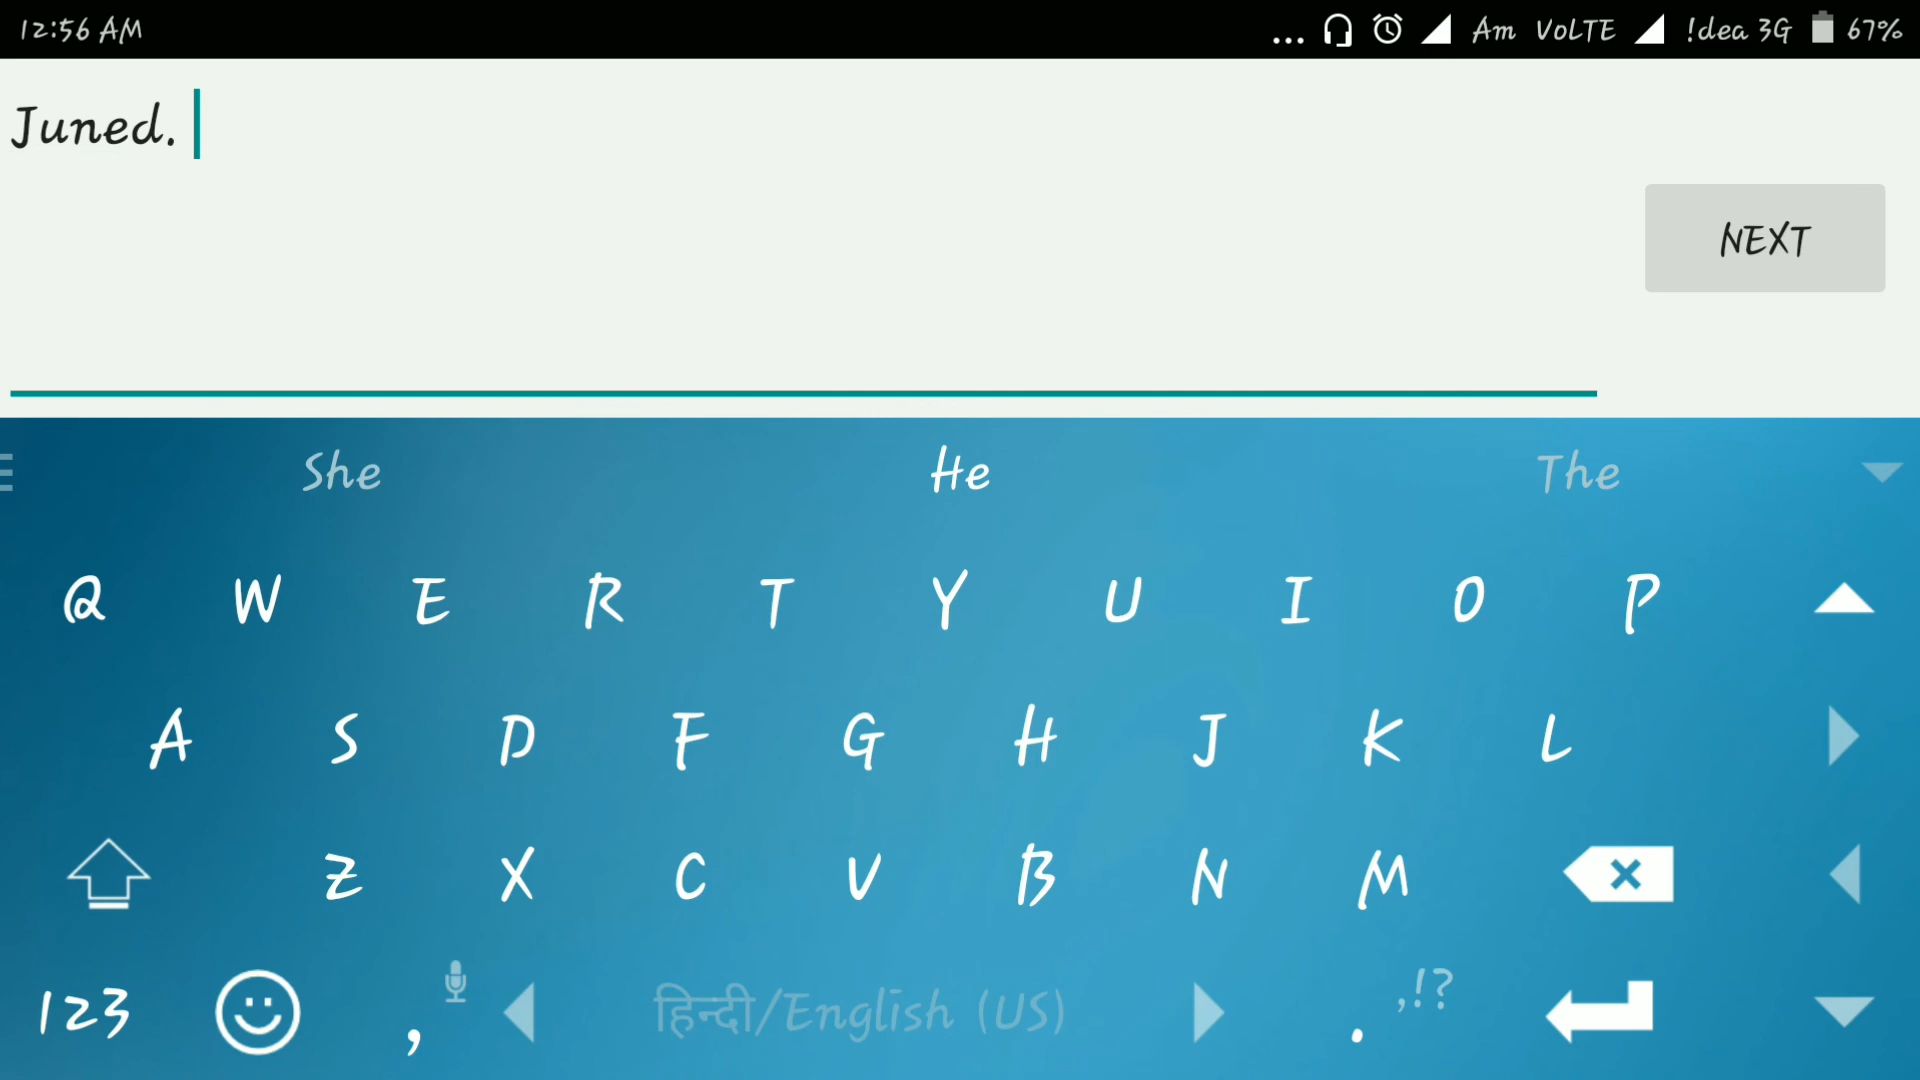 12:56 AM ... Am VoLTE !dea 3G 67%
Juned.
NEXT
She He The
Q W E R T Y U I O P
A S D F G H J K L
Z X C V B N M
123 , हिन्दी/English (US) . ,!?